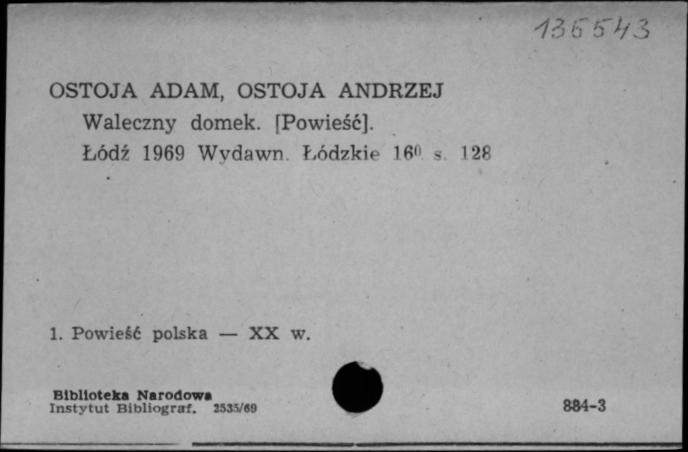 135543
OSTOJA ADAM, OSTOJA ANDRZEJ
Waleczny domek. [Powieść].
Łódź 1969 Wydawn. Łódzkie 16⁰ s. 128
1. Powieść polska — XX w.
Biblioteka Narodowa
Instytut Bibliograf. 2535/69
884-3